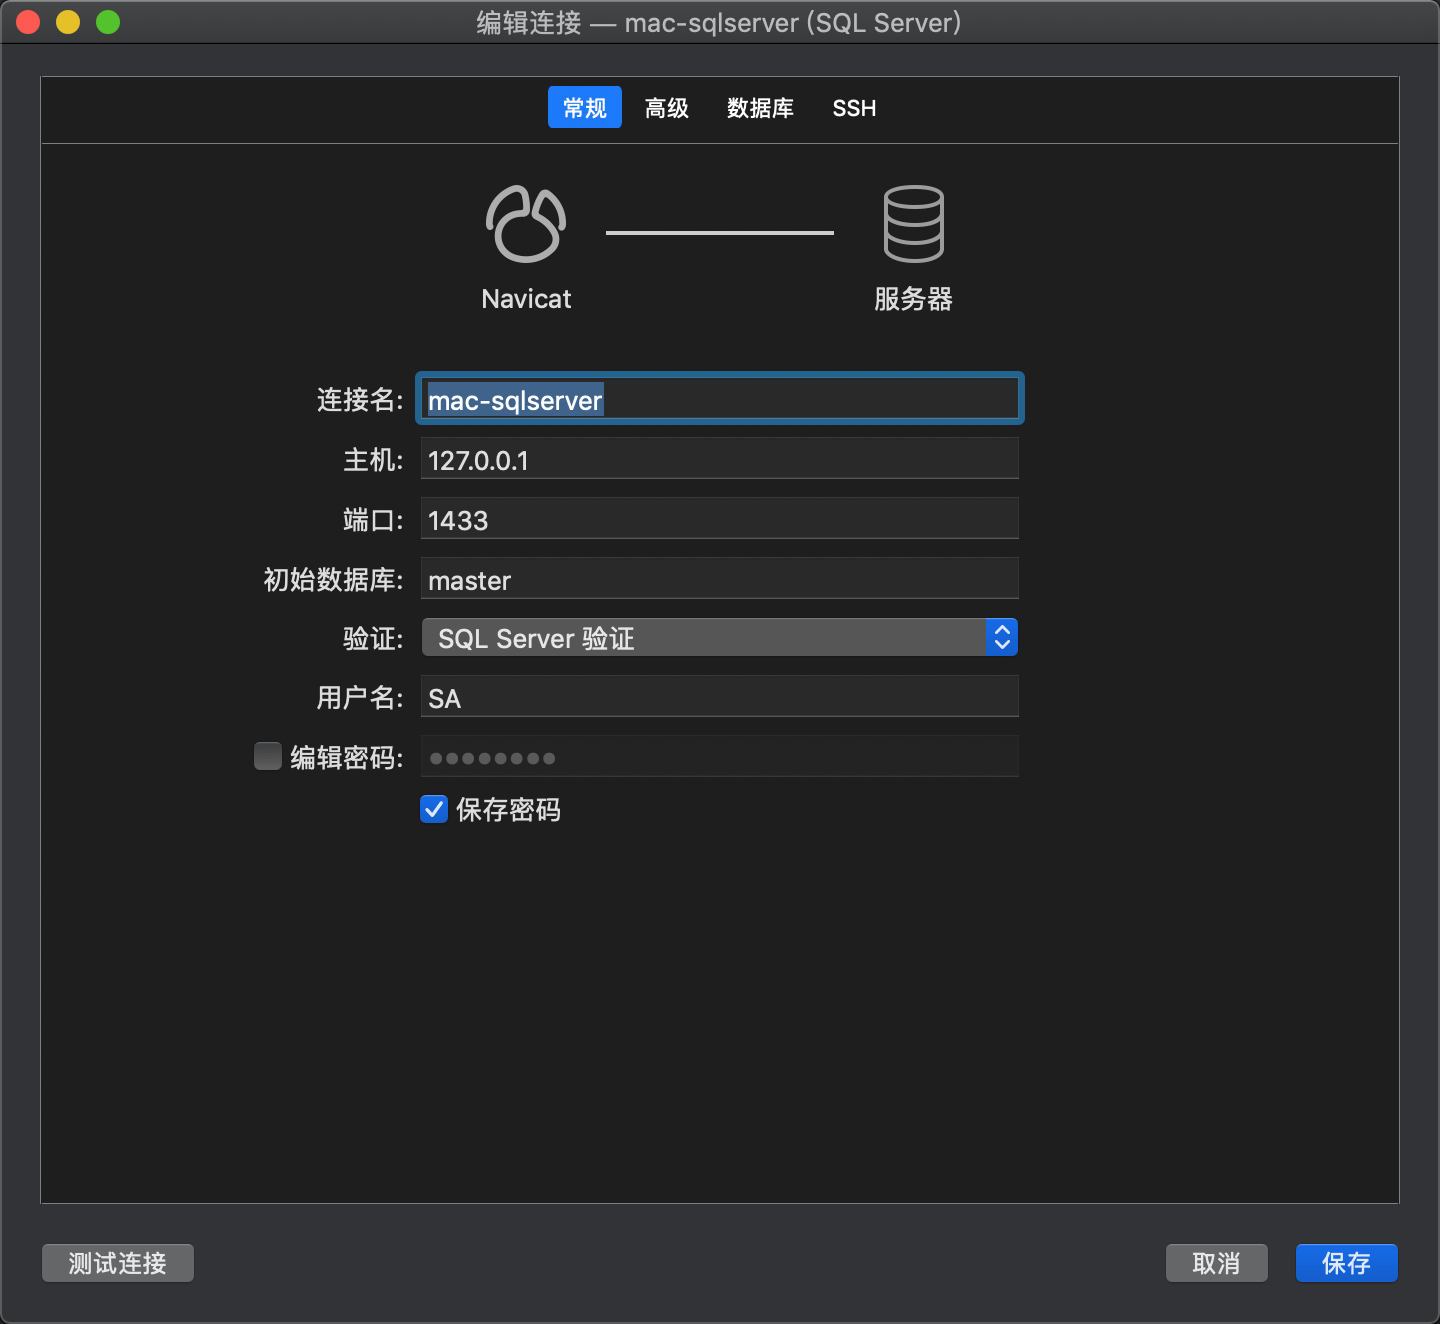 编辑连接 — mac-sqlserver (SQL Server)
常规 高级 数据库 SSH
Navicat 服务器
连接名: mac-sqlserver
主机: 127.0.0.1
端口: 1433
初始数据库: master
验证: SQL Server 验证
用户名: SA
编辑密码: ••••••••
保存密码
测试连接 取消 保存